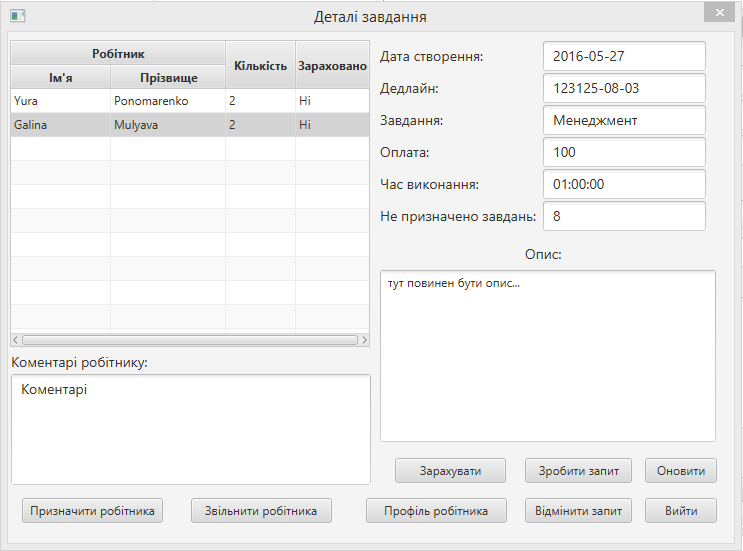 Деталі завдання
Робітник
Ім'я Прізвище Кількість Зараховано
Yura Ponomarenko 2 Ні
Galina Mulyava 2 Ні
Коментарі робітнику:
Коментарі
Дата створення: 2016-05-27
Дедлайн: 123125-08-03
Завдання: Менеджмент
Оплата: 100
Час виконання: 01:00:00
Не призначено завдань: 8
Опис:
тут повинен бути опис...
Зарахувати Зробити запит Оновити
Призначити робітника Звільнити робітника Профіль робітника Відмінити запит Вийти